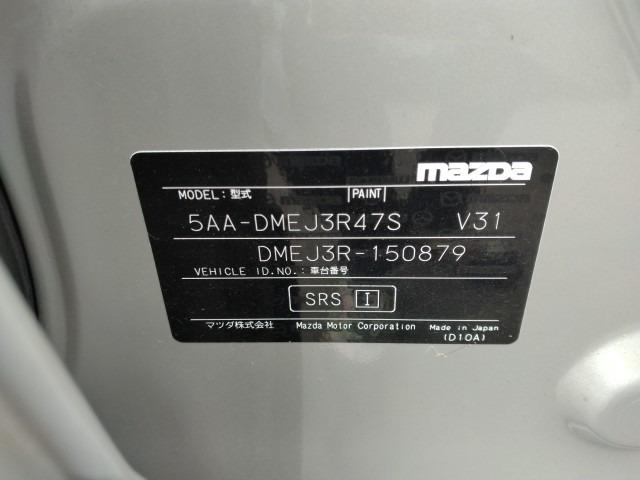 mazda
MODEL: 型式 PAINT
5AA-DMEJ3R47S V31
DMEJ3R-150879
VEHICLE ID.NO.: 車台番号
SRS I
マツダ株式会社 Mazda Motor Corporation Made in Japan
(D10A)